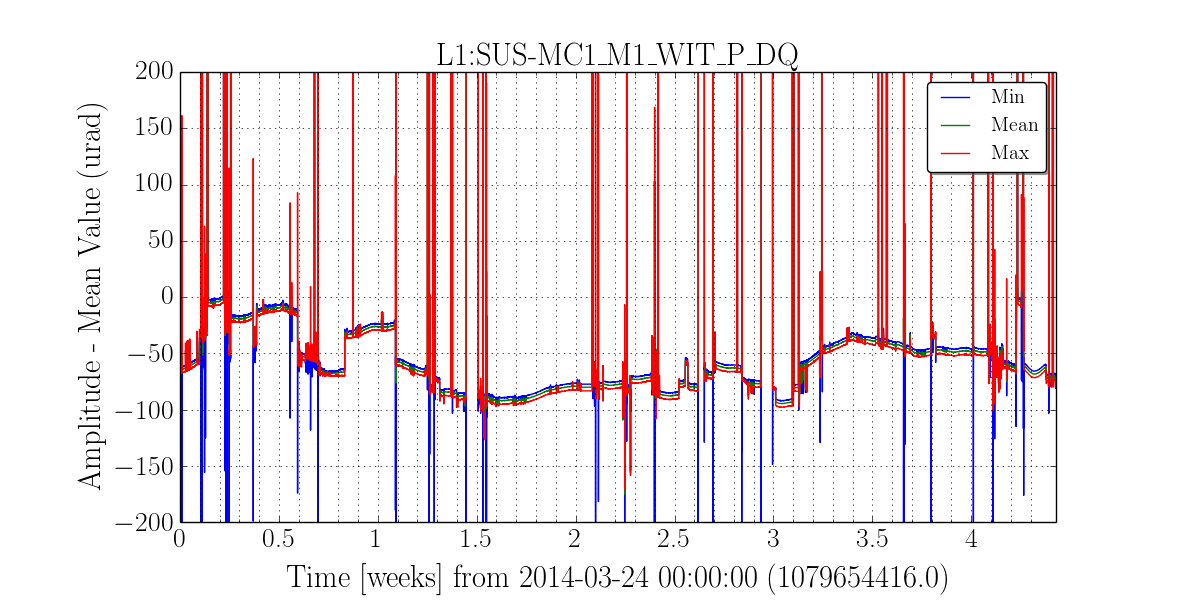 L1:SUS-MC1_M1_WIT_P_DQ
Amplitude - Mean Value (urad)
200
150
100
50
0
−50
−100
−150
−200
Min
Mean
Max
0 0.5 1 1.5 2 2.5 3 3.5 4
Time [weeks] from 2014-03-24 00:00:00 (1079654416.0)